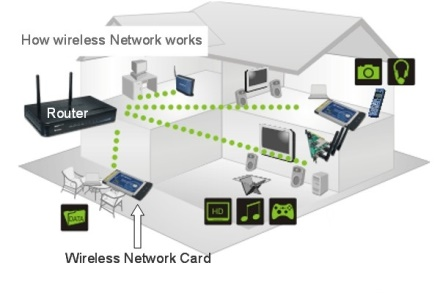 How wireless Network works
Router
HD
DATA
Wireless Network Card